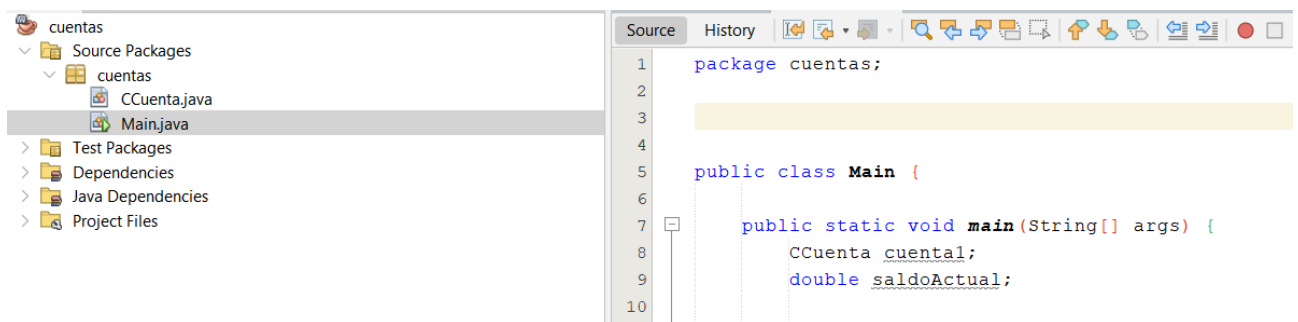 cuentas
Source Packages
cuentas
CCuenta.java
Main.java
Test Packages
Dependencies
Java Dependencies
Project Files
Source History
1 package cuentas;
2
3
4
5 public class Main {
6
7 public static void main(String[] args) {
8 CCuenta cuenta1;
9 double saldoActual;
10